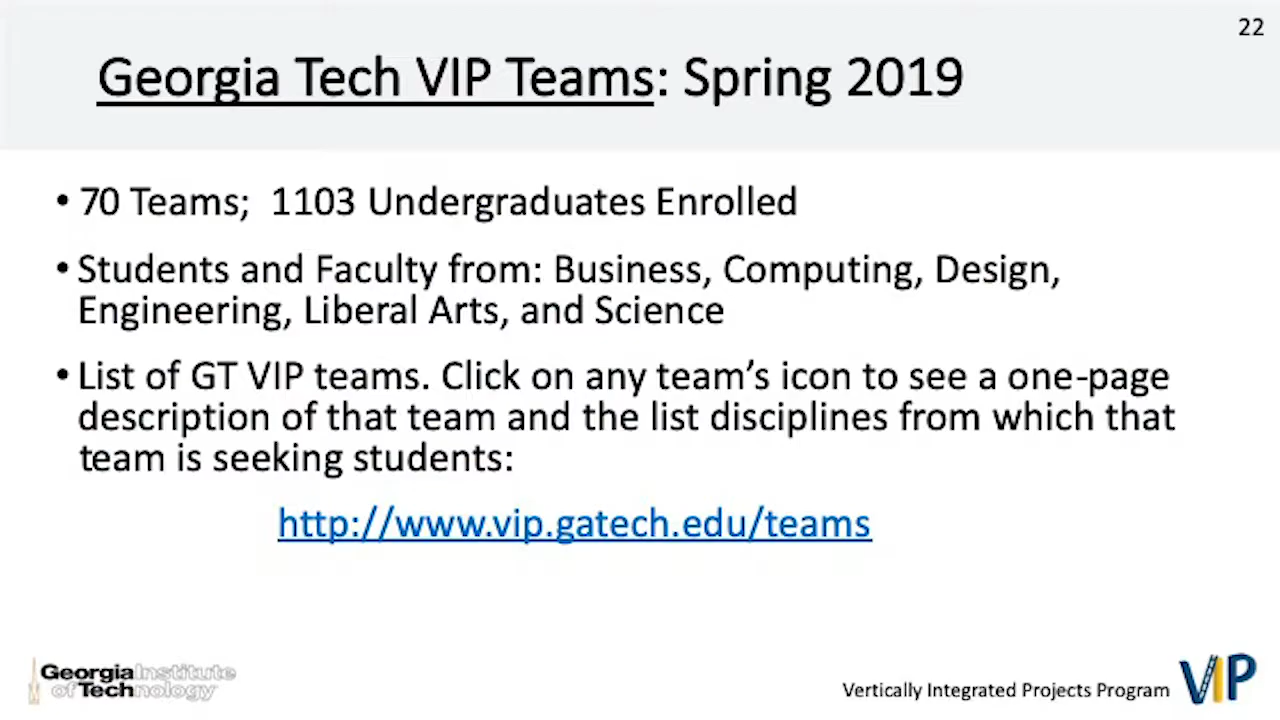 22
Georgia Tech VIP Teams: Spring 2019
• 70 Teams;  1103 Undergraduates Enrolled
• Students and Faculty from: Business, Computing, Design,
Engineering, Liberal Arts, and Science
• List of GT VIP teams. Click on any team’s icon to see a one-page
description of that team and the list disciplines from which that
team is seeking students:
http://www.vip.gatech.edu/teams
Georgia Institute
of Technology
Vertically Integrated Projects Program
VIP